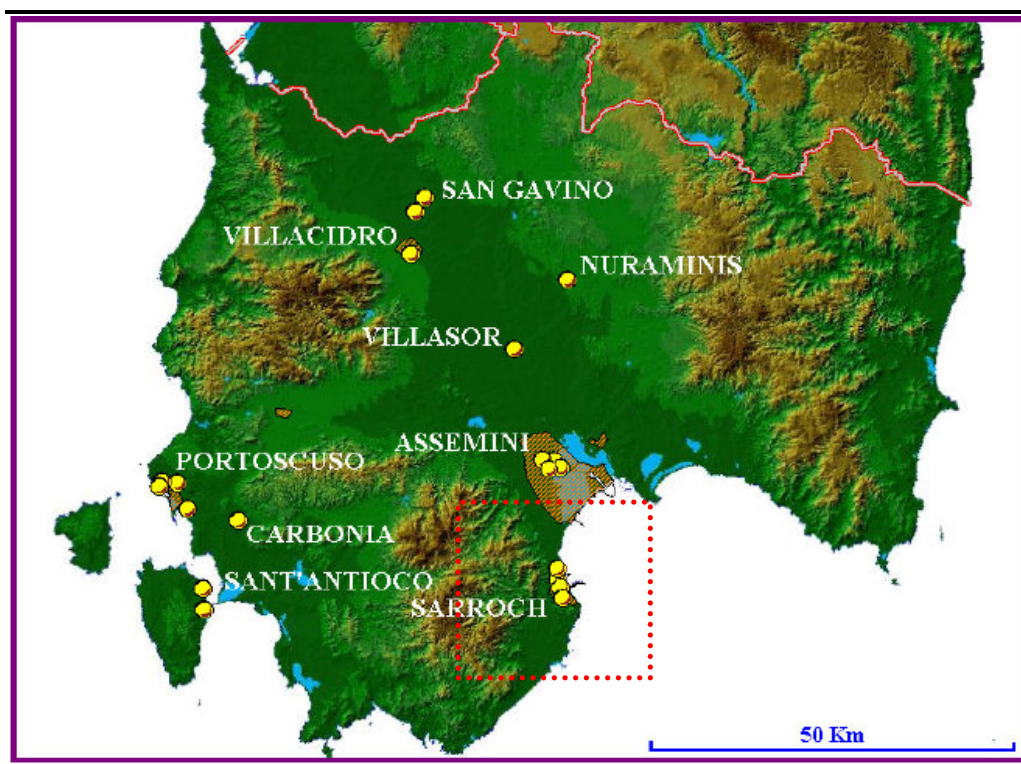 SAN GAVINO
VILLACIDRO
NURAMINIS
VILLASOR
ASSEMINI
PORTOSCUSO
CARBONIA
SANT'ANTIOCO
SARROCH
50 Km